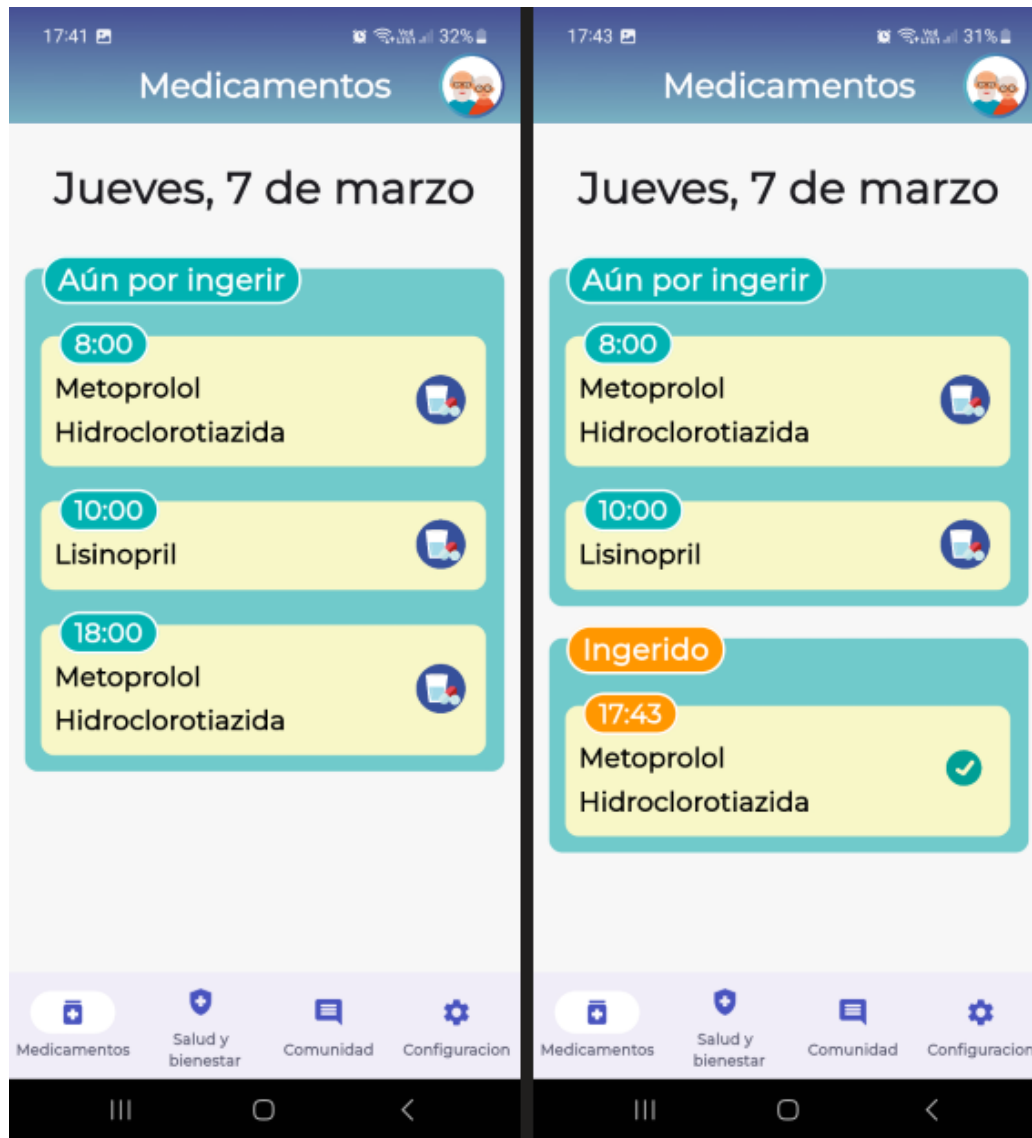 17:41
32%
Medicamentos
Jueves, 7 de marzo
Aún por ingerir
8:00
Metoprolol
Hidroclorotiazida
10:00
Lisinopril
18:00
Metoprolol
Hidroclorotiazida
Medicamentos
Salud y
bienestar
Comunidad
Configuracion
17:43
31%
Medicamentos
Jueves, 7 de marzo
Aún por ingerir
8:00
Metoprolol
Hidroclorotiazida
10:00
Lisinopril
Ingerido
17:43
Metoprolol
Hidroclorotiazida
Medicamentos
Salud y
bienestar
Comunidad
Configuracion